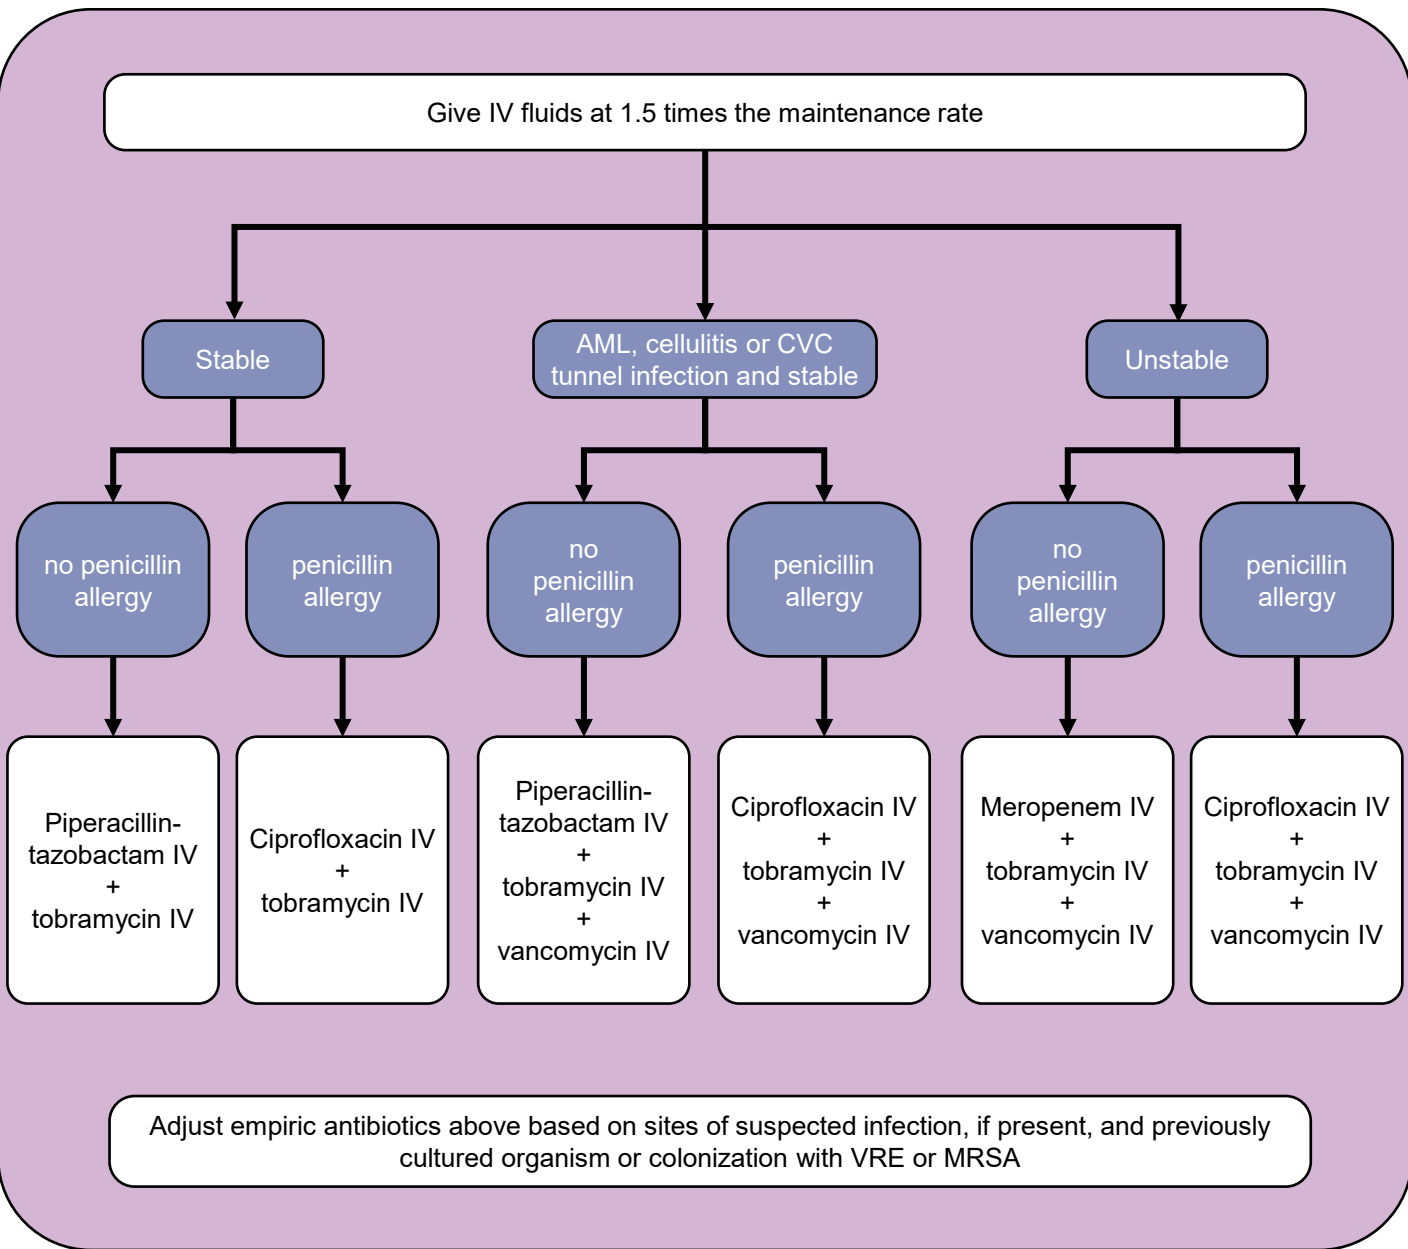 Give IV fluids at 1.5 times the maintenance rate
Stable
AML, cellulitis or CVC
tunnel infection and stable
Unstable
no penicillin
allergy
penicillin
allergy
no
penicillin
allergy
penicillin
allergy
no
penicillin
allergy
penicillin
allergy
Piperacillin-
tazobactam IV
+
tobramycin IV
Ciprofloxacin IV
+
tobramycin IV
Piperacillin-
tazobactam IV
+
tobramycin IV
+
vancomycin IV
Ciprofloxacin IV
+
tobramycin IV
+
vancomycin IV
Meropenem IV
+
tobramycin IV
+
vancomycin IV
Ciprofloxacin IV
+
tobramycin IV
+
vancomycin IV
Adjust empiric antibiotics above based on sites of suspected infection, if present, and previously
cultured organism or colonization with VRE or MRSA